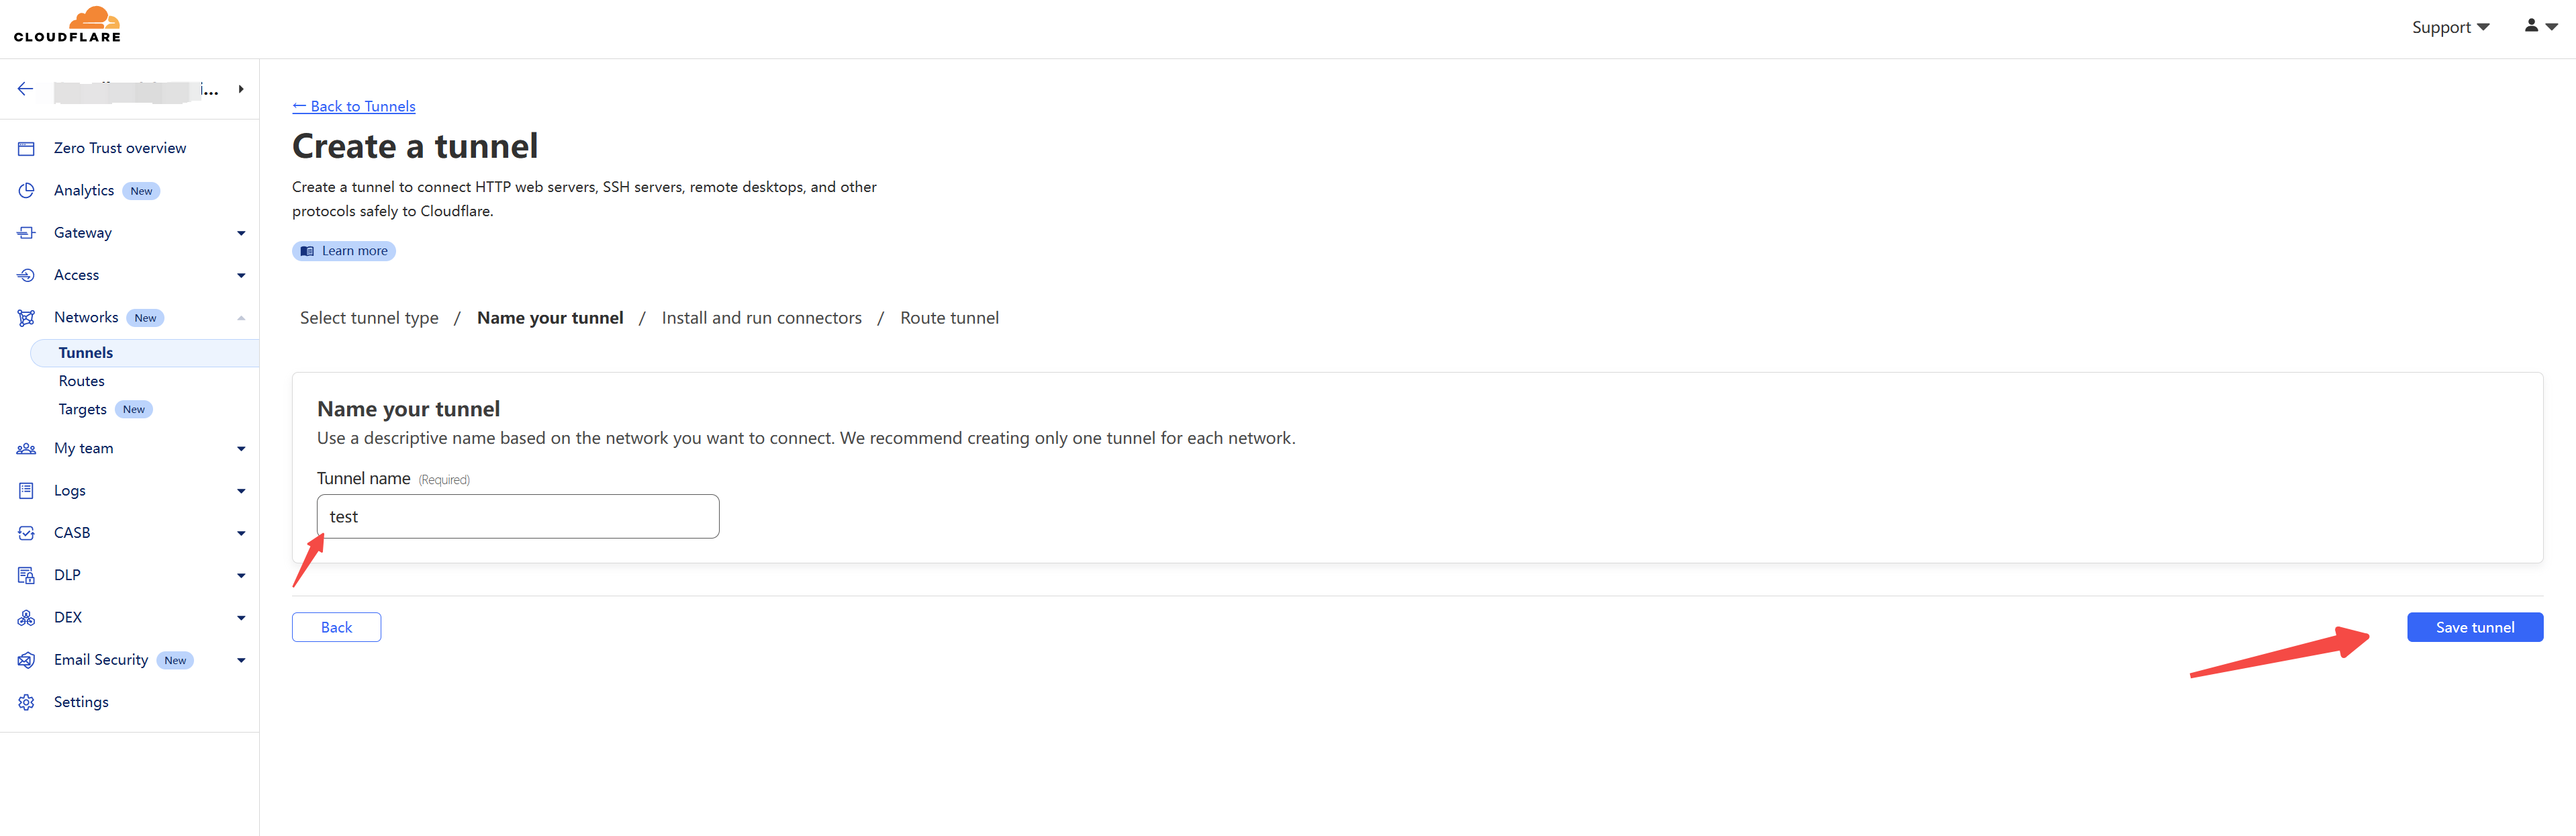 CLOUDFLARE
Support
← Back to Tunnels
Create a tunnel
Create a tunnel to connect HTTP web servers, SSH servers, remote desktops, and other
protocols safely to Cloudflare.
Learn more
Select tunnel type / Name your tunnel / Install and run connectors / Route tunnel
Name your tunnel
Use a descriptive name based on the network you want to connect. We recommend creating only one tunnel for each network.
Tunnel name (Required)
test
Back
Save tunnel
Zero Trust overview
Analytics New
Gateway
Access
Networks New
Tunnels
Routes
Targets New
My team
Logs
CASB
DLP
DEX
Email Security New
Settings